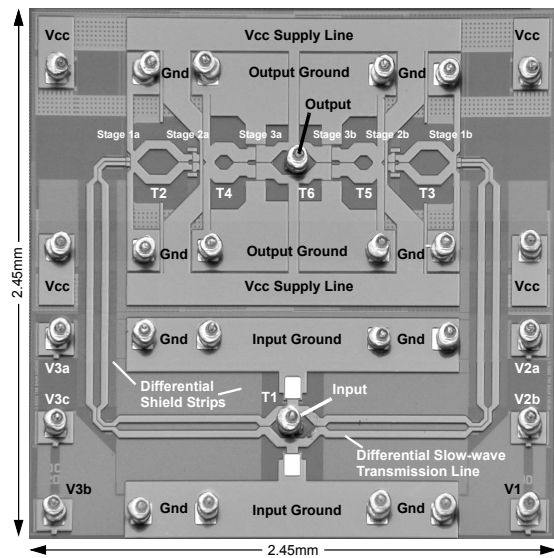 Vcc
Vcc Supply Line
Vcc
Gnd
Output Ground
Gnd
Output
Stage 1a
Stage 2a
Stage 3a
Stage 3b
Stage 2b
Stage 1b
T2
T4
T6
T5
T3
Gnd
Output Ground
Gnd
Vcc
Vcc Supply Line
Vcc
Gnd
Input Ground
Gnd
V3a
V2a
Differential
Shield Strips
T1
Input
V3c
V2b
Differential Slow-wave
Transmission Line
V3b
V1
Gnd
Input Ground
Gnd
2.45mm
2.45mm